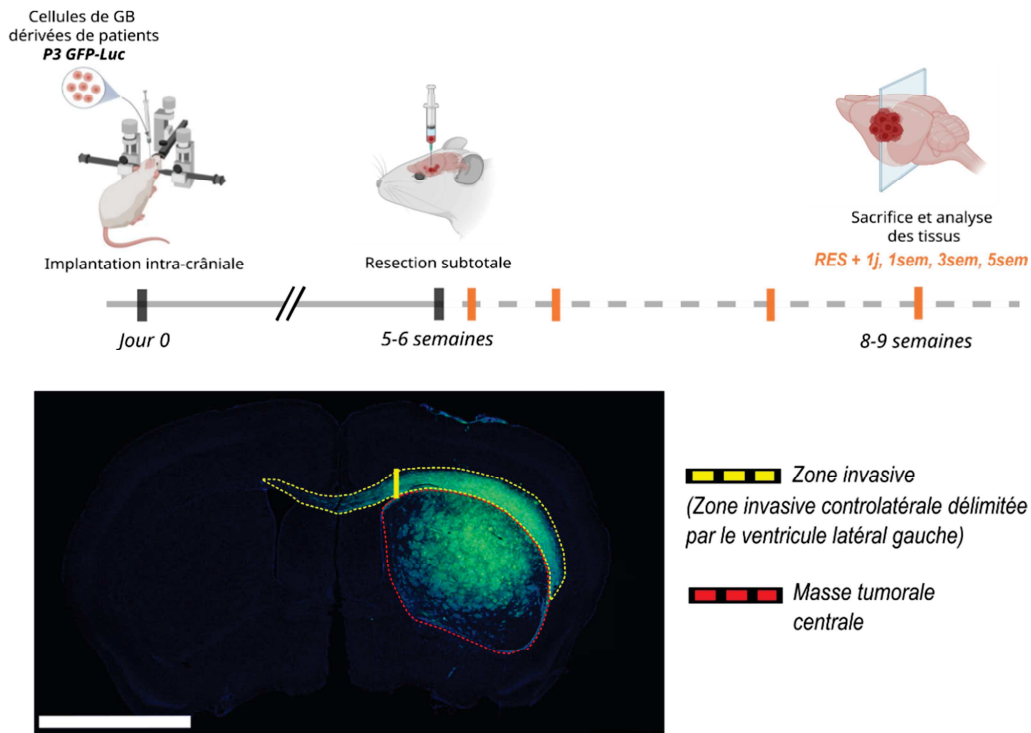 Cellules de GB
dérivées de patients
P3 GFP-Luc
Implantation intra-crâniale
Resection subtotale
Sacrifice et analyse
des tissus
RES + 1j, 1sem, 3sem, 5sem
Jour 0
5-6 semaines
8-9 semaines
Zone invasive
(Zone invasive controlatérale délimitée
par le ventricule latéral gauche)
Masse tumorale
centrale